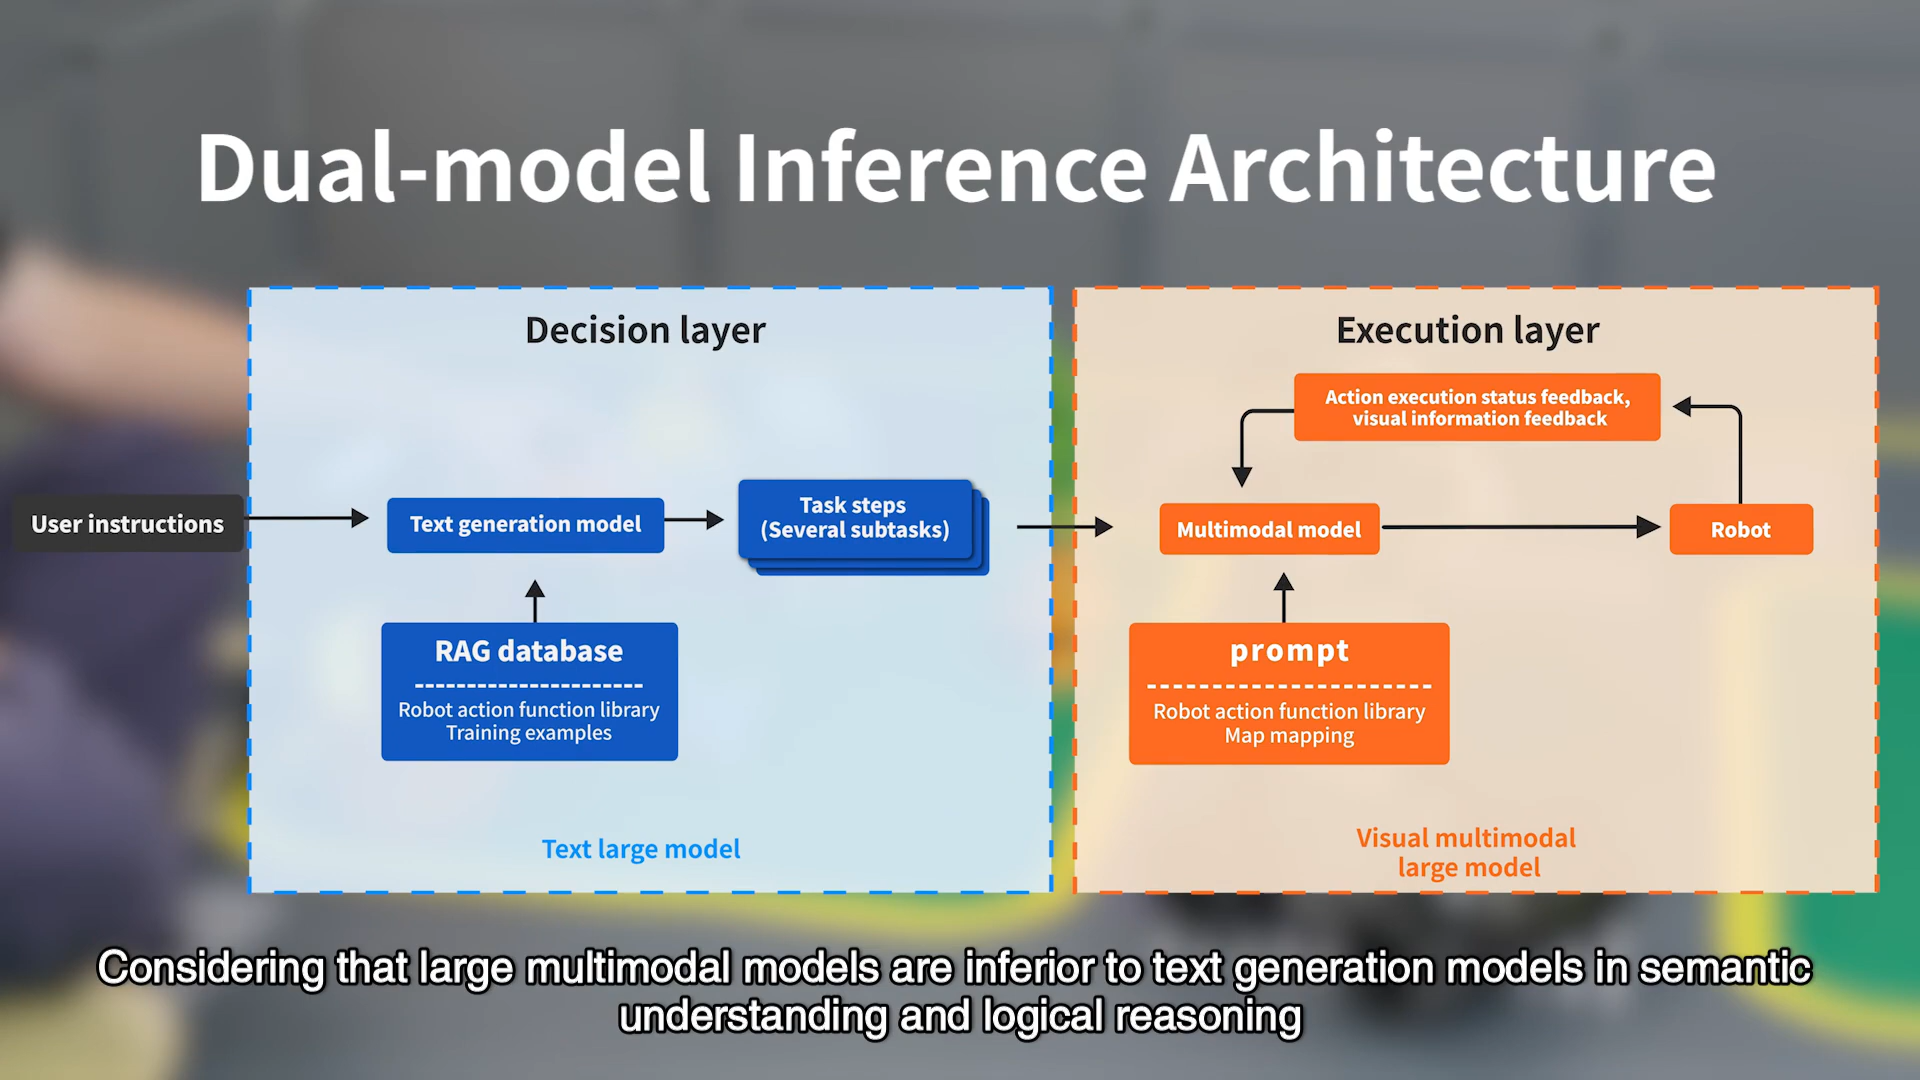 Dual-model Inference Architecture
Decision layer
User instructions
Text generation model
Task steps
(Several subtasks)
RAG database
Robot action function library
Training examples
Text large model
Execution layer
Action execution status feedback,
visual information feedback
Multimodal model
Robot
prompt
Robot action function library
Map mapping
Visual multimodal
large model
Considering that large multimodal models are inferior to text generation models in semantic
understanding and logical reasoning